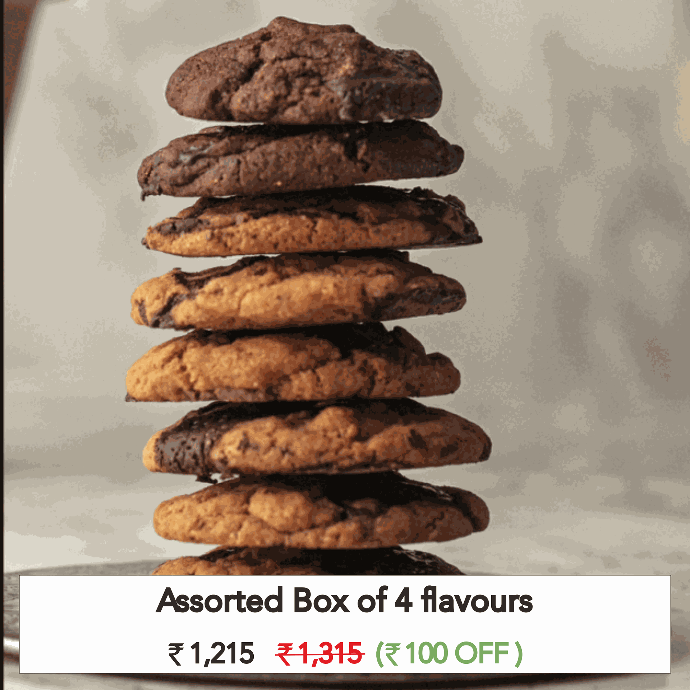 Assorted Box of 4 flavours
₹ 1,215 ₹ 1,315 (₹ 100 OFF )